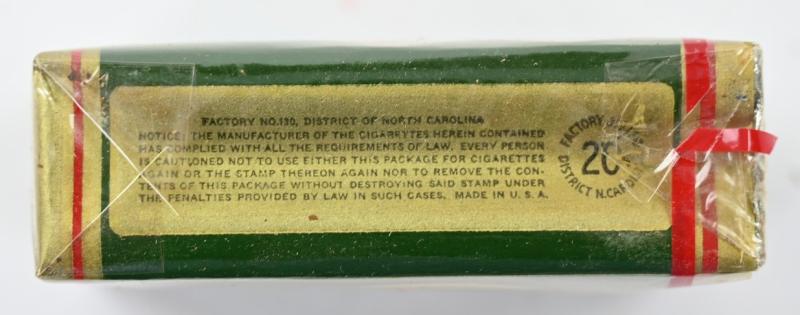 FACTORY NO. 130, DISTRICT OF NORTH CAROLINA
NOTICE: THE MANUFACTURER OF THE CIGARETTES HEREIN CONTAINED
HAS COMPLIED WITH ALL THE REQUIREMENTS OF LAW. EVERY PERSON
IS CAUTIONED NOT TO USE EITHER THIS PACKAGE FOR CIGARETTES
AGAIN OR THE STAMP THEREON AGAIN NOR TO REMOVE THE CON-
TENTS OF THIS PACKAGE WITHOUT DESTROYING SAID STAMP UNDER
THE PENALTIES PROVIDED BY LAW IN SUCH CASES. MADE IN U.S.A.
FACTORY
20
DISTRICT N. CAROLINA